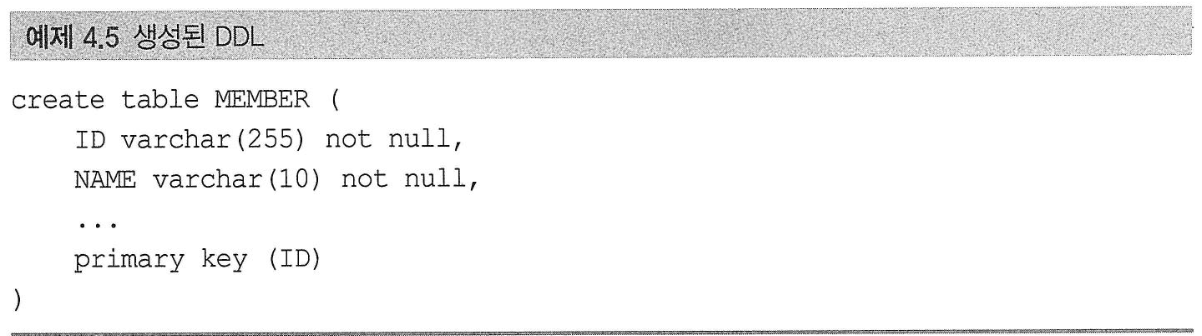 예제 4.5 생성된 DDL
create table MEMBER (
    ID varchar(255) not null,
    NAME varchar(10) not null,
    ...
    primary key (ID)
)